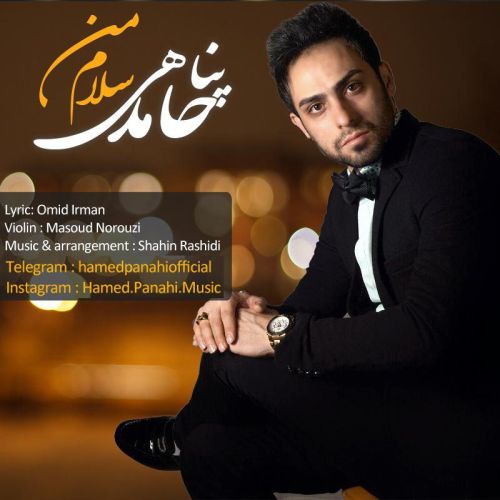 سلام من
حامد پناهی
Lyric: Omid Irman
Violin : Masoud Norouzi
Music & arrangement : Shahin Rashidi
Telegram : hamedpanahiofficial
Instagram : Hamed.Panahi.Music